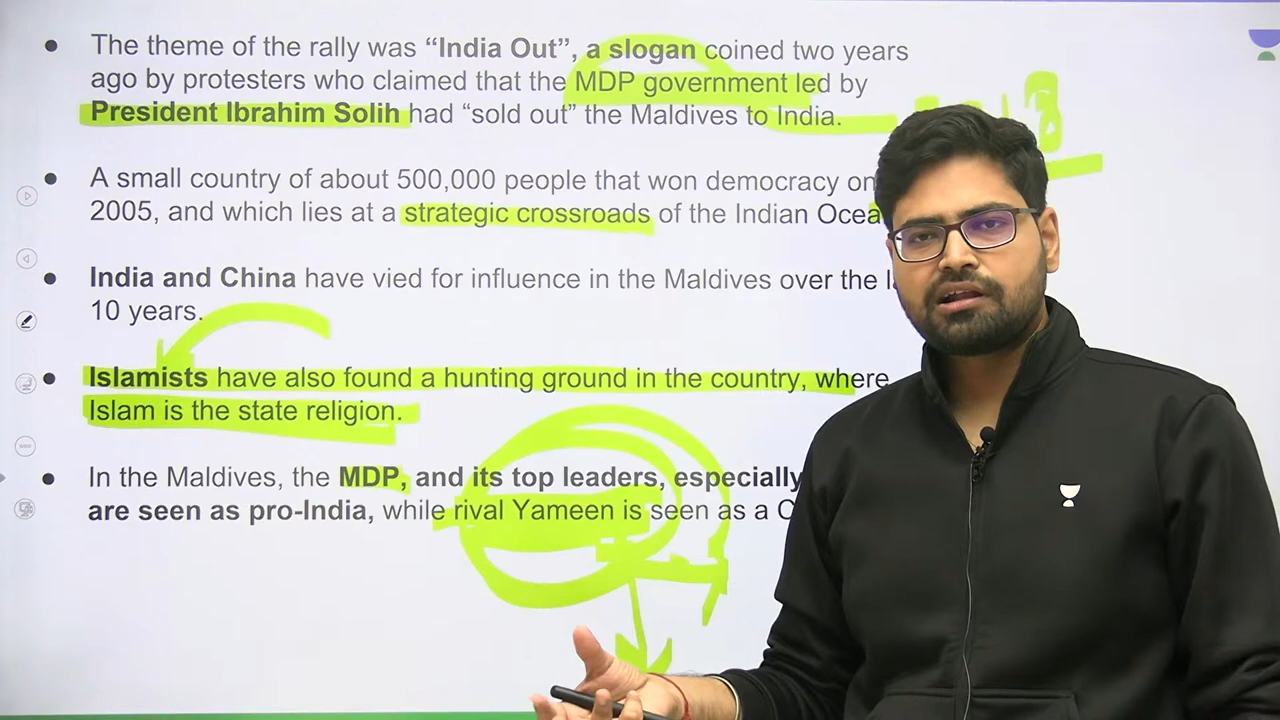 The theme of the rally was “India Out”, a slogan coined two years
ago by protesters who claimed that the MDP government led by
President Ibrahim Solih had “sold out” the Maldives to India.
A small country of about 500,000 people that won democracy
2005, and which lies at a strategic crossroads of the Indian
India and China have vied for influence in the Maldives over the
10 years.
Islamists have also found a hunting ground in the country, where
Islam is the state religion.
In the Maldives, the MDP, and its top leaders, especially
are seen as pro-India, while rival Yameen is seen as a